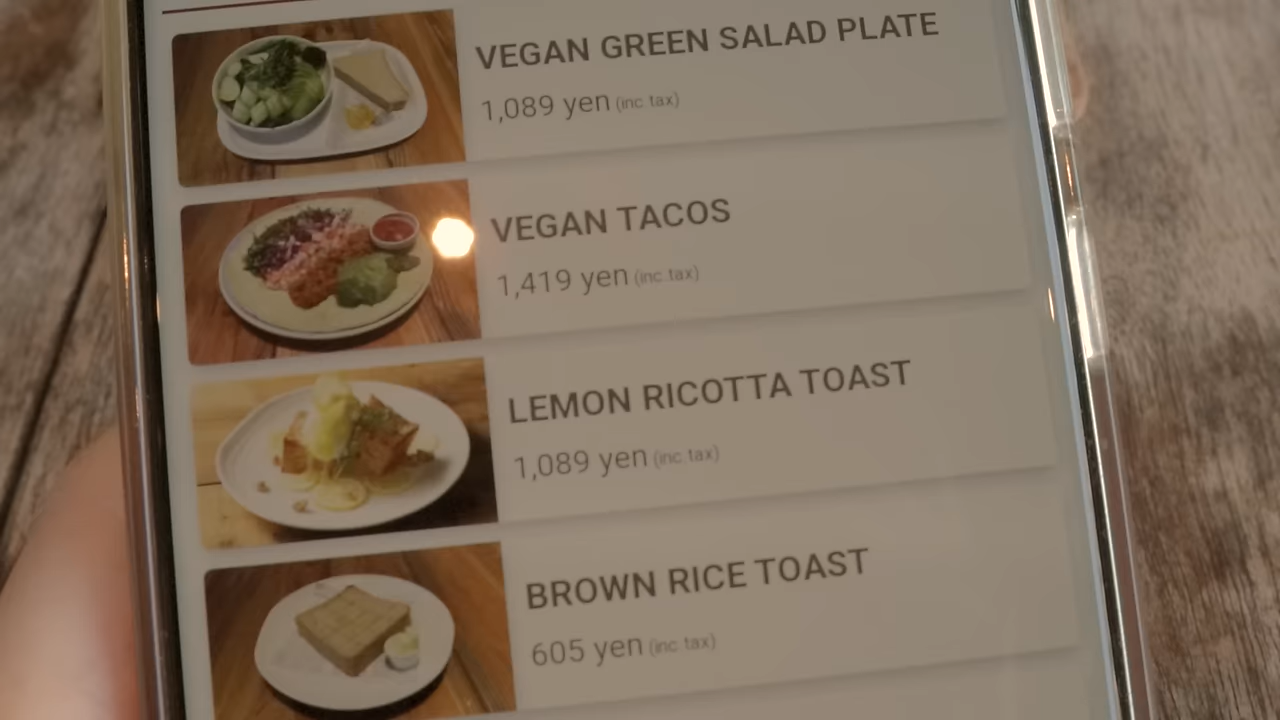 VEGAN GREEN SALAD PLATE
1,089 yen (inc.tax)
VEGAN TACOS
1,419 yen (inc.tax)
LEMON RICOTTA TOAST
1,089 yen (inc.tax)
BROWN RICE TOAST
605 yen (inc.tax)